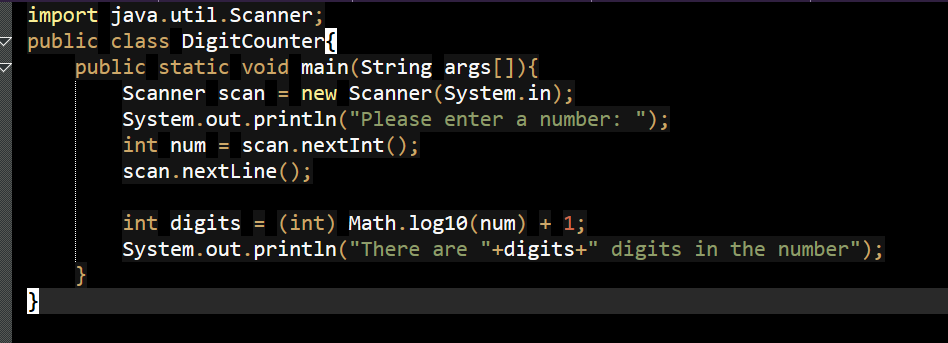 import java.util.Scanner;
public class DigitCounter{
    public static void main(String args[]){
        Scanner scan = new Scanner(System.in);
        System.out.println("Please enter a number: ");
        int num = scan.nextInt();
        scan.nextLine();

        int digits = (int) Math.log10(num) + 1;
        System.out.println("There are "+digits+" digits in the number");
    }
}